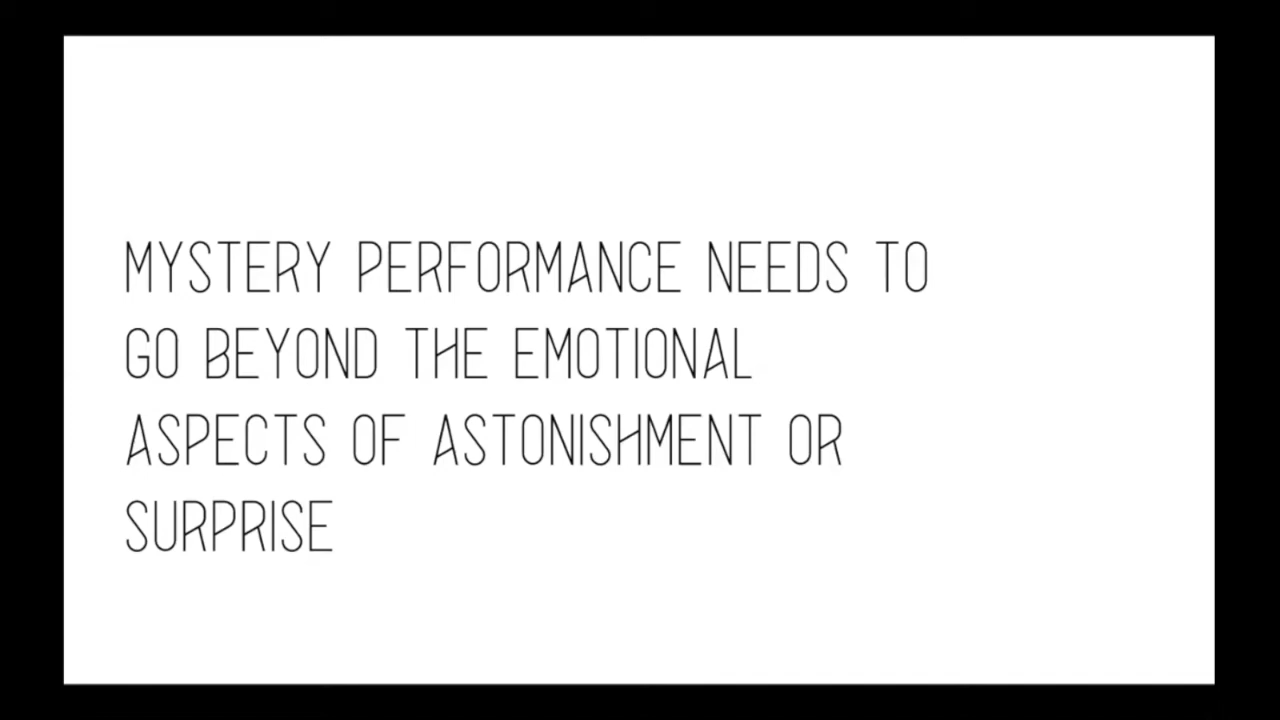 MYSTERY PERFORMANCE NEEDS TO
GO BEYOND THE EMOTIONAL
ASPECTS OF ASTONISHMENT OR
SURPRISE